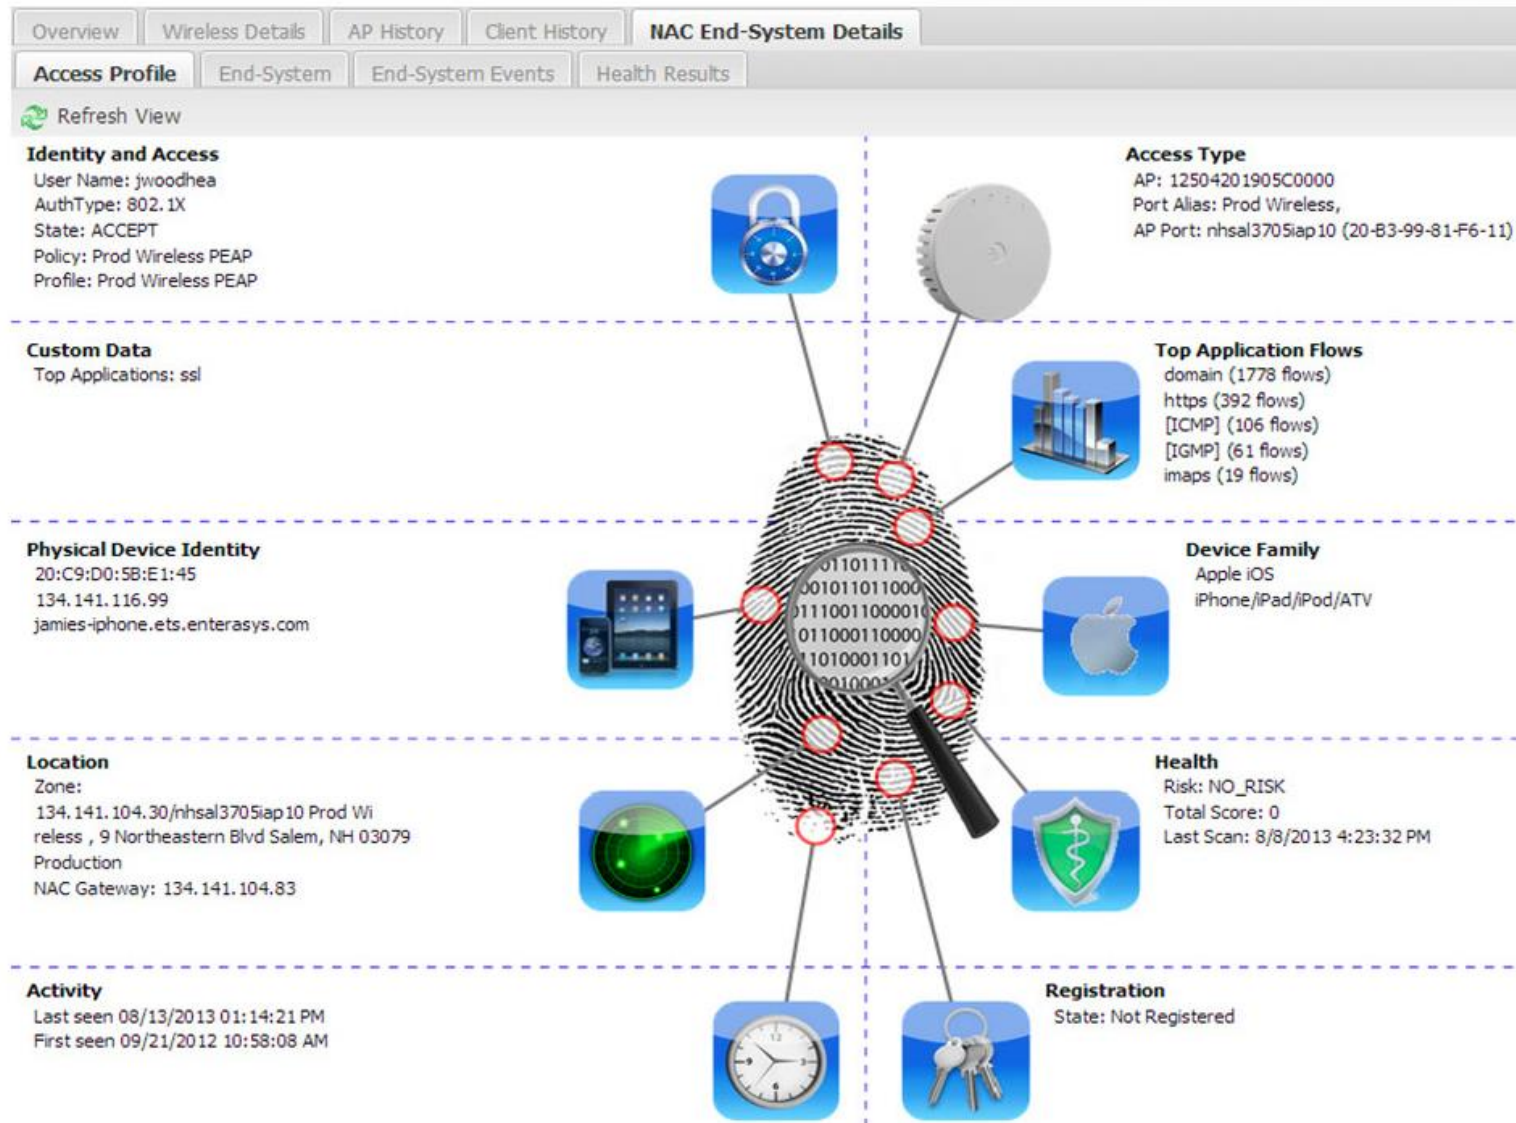 Overview Wireless Details AP History Client History NAC End-System Details
Access Profile End-System End-System Events Health Results
Refresh View
Identity and Access
User Name: jwoodhea
AuthType: 802.1X
State: ACCEPT
Policy: Prod Wireless PEAP
Profile: Prod Wireless PEAP
Access Type
AP: 12504201905C0000
Port Alias: Prod Wireless,
AP Port: nhsal3705iap10 (20-B3-99-81-F6-11)
Custom Data
Top Applications: ssl
Top Application Flows
domain (1778 flows)
https (392 flows)
[ICMP] (106 flows)
[IGMP] (61 flows)
imaps (19 flows)
Physical Device Identity
20:C9:D0:5B:E1:45
134.141.116.99
jamies-iphone.ets.enterasys.com
Device Family
Apple iOS
iPhone/iPad/iPod/ATV
Location
Zone:
134.141.104.30/nhsal3705iap10 Prod Wi
reless , 9 Northeastern Blvd Salem, NH 03079
Production
NAC Gateway: 134.141.104.83
Health
Risk: NO_RISK
Total Score: 0
Last Scan: 8/8/2013 4:23:32 PM
Activity
Last seen 08/13/2013 01:14:21 PM
First seen 09/21/2012 10:58:08 AM
12
3
6
9
Registration
State: Not Registered